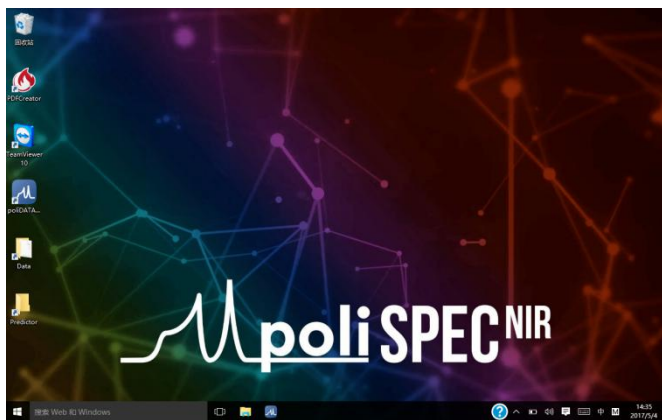 回收站
PDFCreator
TeamViewer
10
poliDATA...
Data
Predictor
poliSPEC NIR
搜索 Web 和 Windows
中
M
14:35
2017/5/4